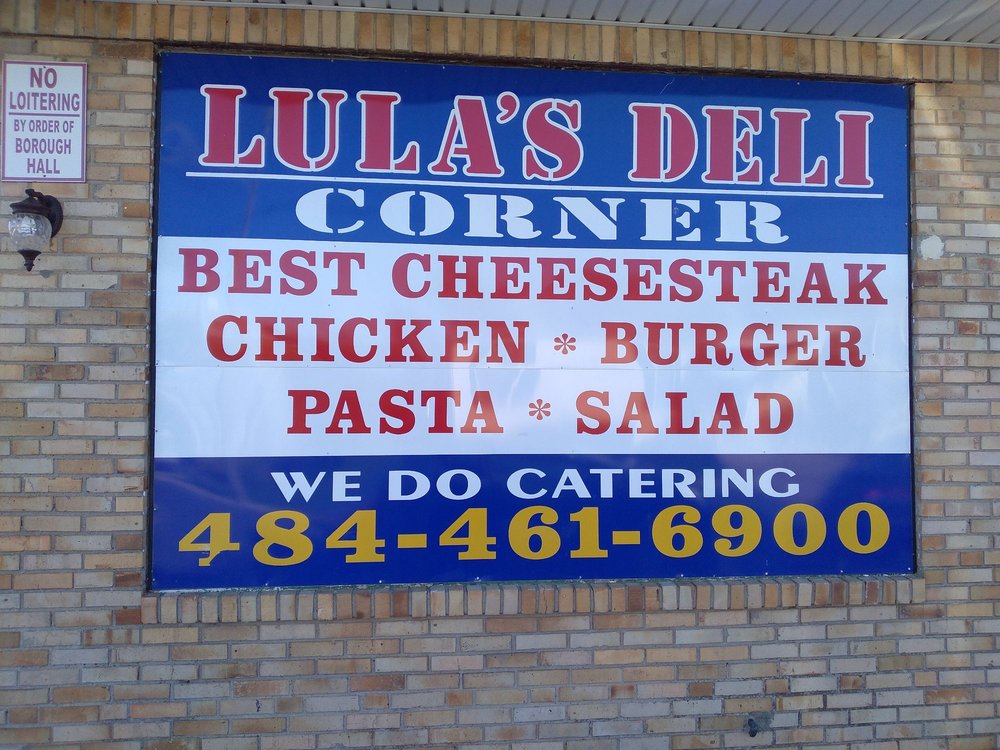 NO
LOITERING
BY ORDER OF
BOROUGH
HALL
LULA'S DELI
CORNER
BEST CHEESESTEAK
CHICKEN * BURGER
PASTA * SALAD
WE DO CATERING
484-461-6900